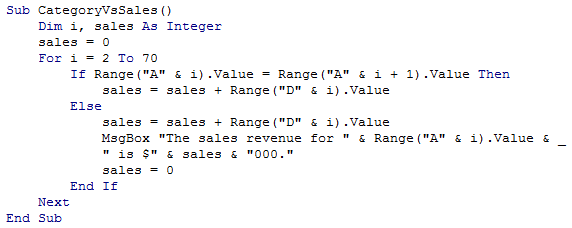 Sub CategoryVsSales()
    Dim i, sales As Integer
    sales = 0
    For i = 2 To 70
        If Range("A" & i).Value = Range("A" & i + 1).Value Then
            sales = sales + Range("D" & i).Value
        Else
            sales = sales + Range("D" & i).Value
            MsgBox "The sales revenue for " & Range("A" & i).Value & _
            " is $" & sales & "000."
            sales = 0
        End If
    Next
End Sub